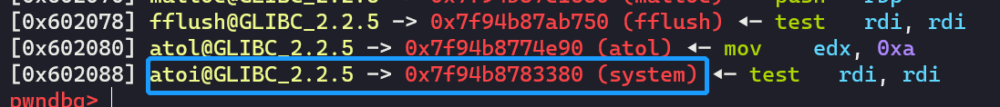 [0x602078] fflush@GLIBC_2.2.5 -> 0x7f94b87ab750 (fflush) ◂— test   rdi, rdi
[0x602080] atol@GLIBC_2.2.5 -> 0x7f94b8774e90 (atol) ◂— mov    edx, 0xa
[0x602088] atoi@GLIBC_2.2.5 -> 0x7f94b8783380 (system) ◂— test   rdi, rdi
pwndbg>